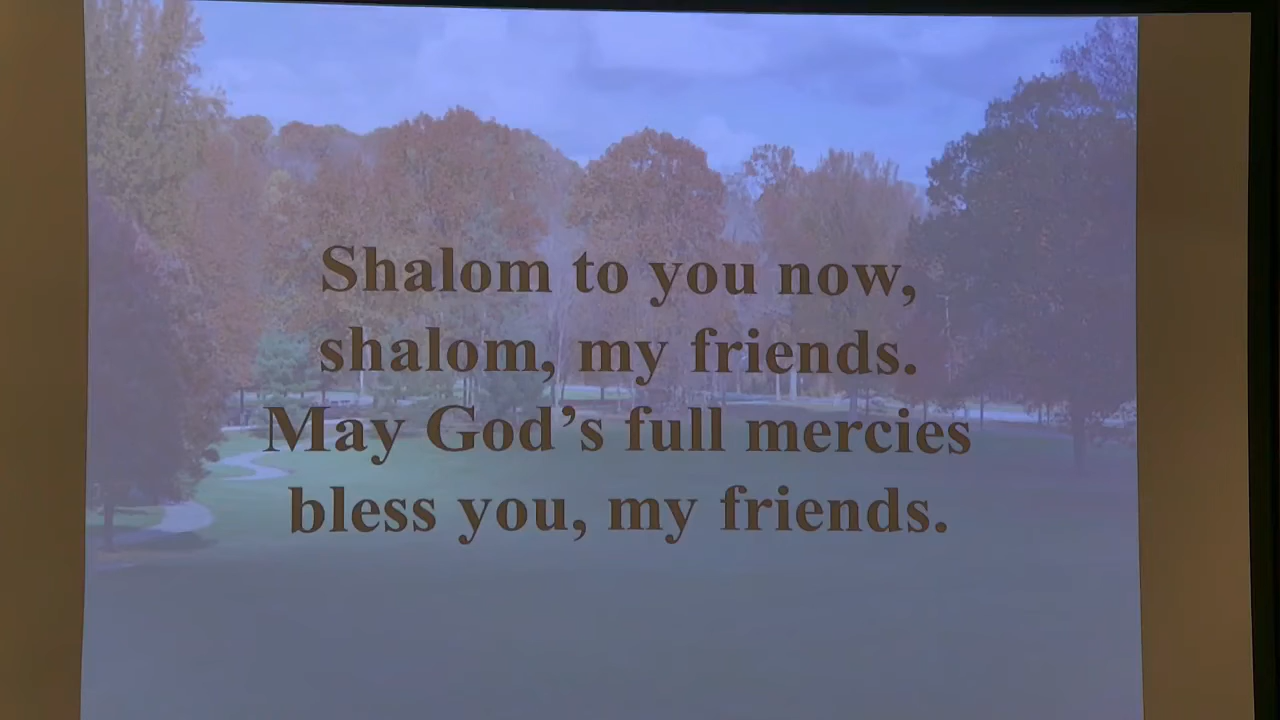 Shalom to you now,
shalom, my friends.
May God’s full mercies
bless you, my friends.